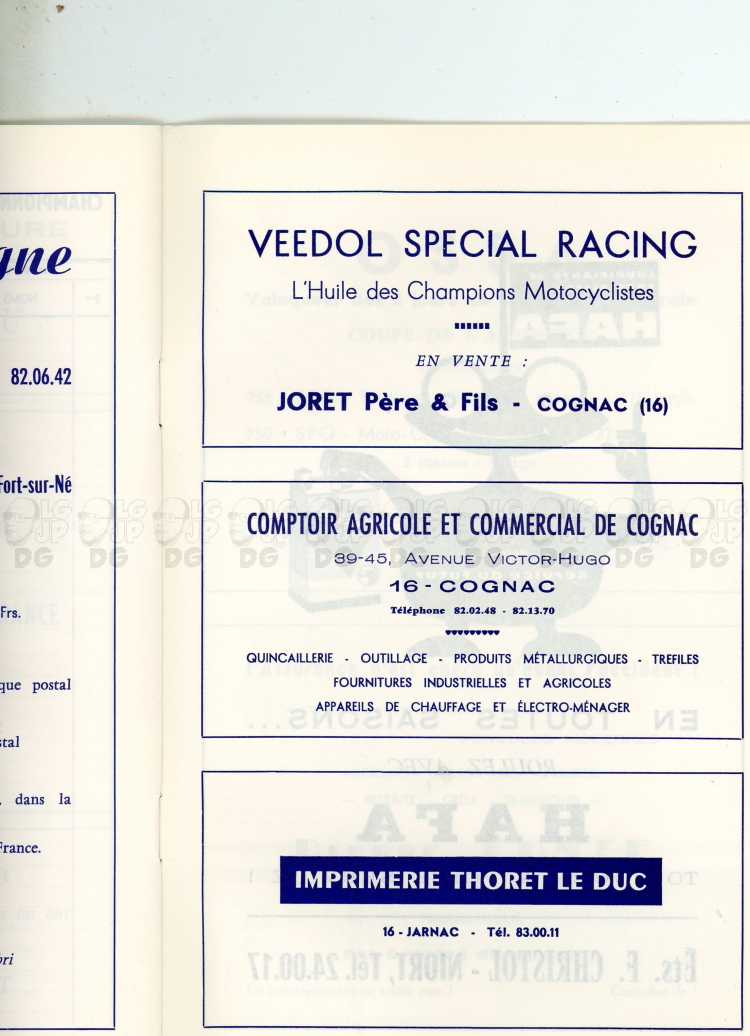 gne
82.06.42
Fort-sur-Né
Frs.
que postal
stal
, dans la
France.
bri
VEEDOL SPECIAL RACING
L'Huile des Champions Motocyclistes
EN VENTE :
JORET Père & Fils - COGNAC (16)
COMPTOIR AGRICOLE ET COMMERCIAL DE COGNAC
39-45, AVENUE VICTOR-HUGO
16 - COGNAC
Téléphone 82.02.48 - 82.13.70
QUINCAILLERIE - OUTILLAGE - PRODUITS MÉTALLURGIQUES - TREFILES
FOURNITURES INDUSTRIELLES ET AGRICOLES
APPAREILS DE CHAUFFAGE ET ÉLECTRO-MÉNAGER
IMPRIMERIE THORET LE DUC
16 - JARNAC - Tél. 83.00.11